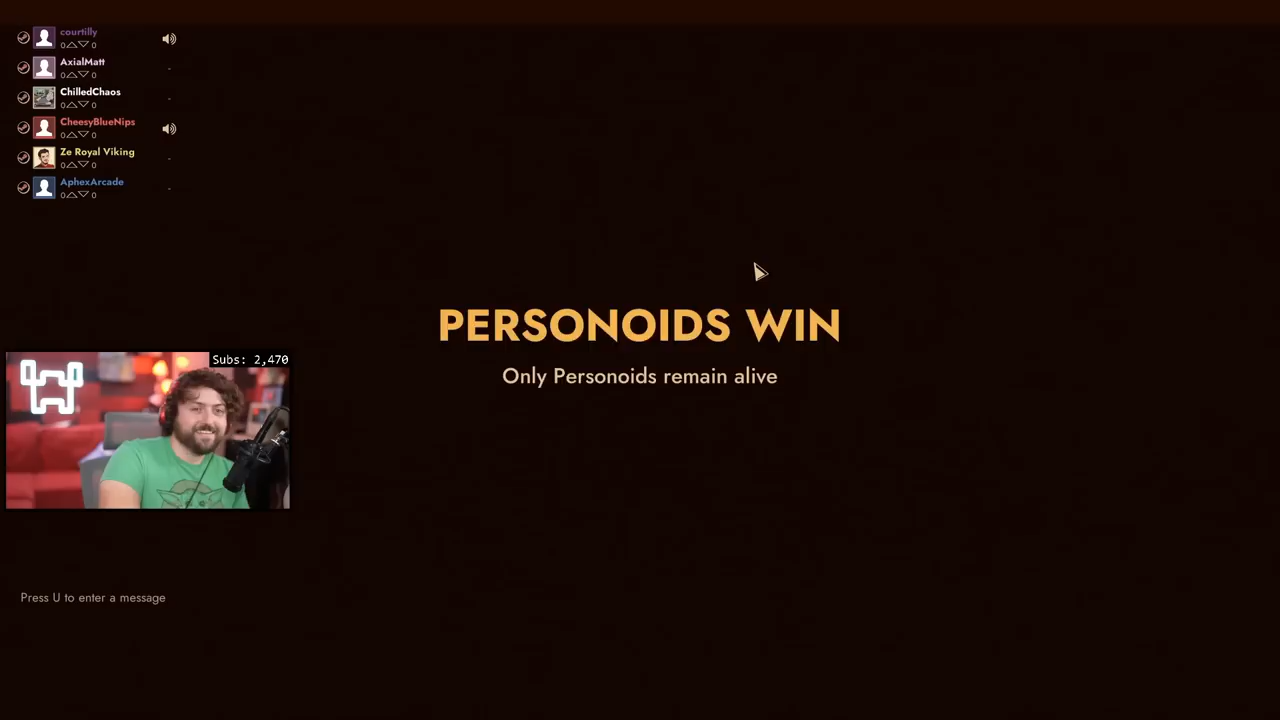 courtilly
0 0
AxialMatt
0 0
-
ChilledChaos
0 0
-
CheesyBlueNips
0 0
Ze Royal Viking
0 0
-
AphexArcade
0 0
-
PERSONOIDS WIN
Only Personoids remain alive
Subs: 2,470
Press U to enter a message